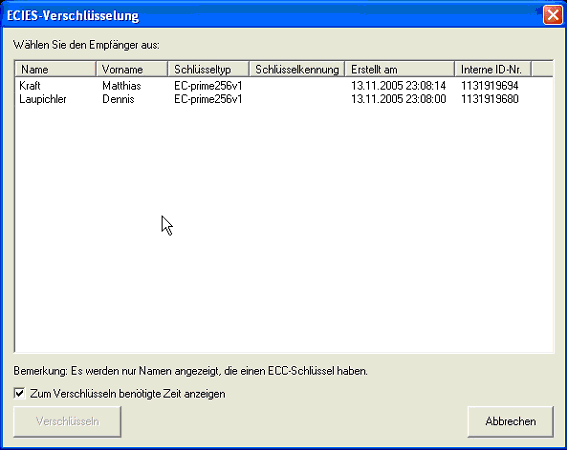 ECIES-Verschlüsselung
Wählen Sie den Empfänger aus:
Name Vorname Schlüsseltyp Schlüsselkennung Erstellt am Interne ID-Nr.
Kraft Matthias EC-prime256v1 13.11.2005 23:08:14 1131919694
Laupichler Dennis EC-prime256v1 13.11.2005 23:08:00 1131919680
Bemerkung: Es werden nur Namen angezeigt, die einen ECC-Schlüssel haben.
Zum Verschlüsseln benötigte Zeit anzeigen
Verschlüsseln Abbrechen